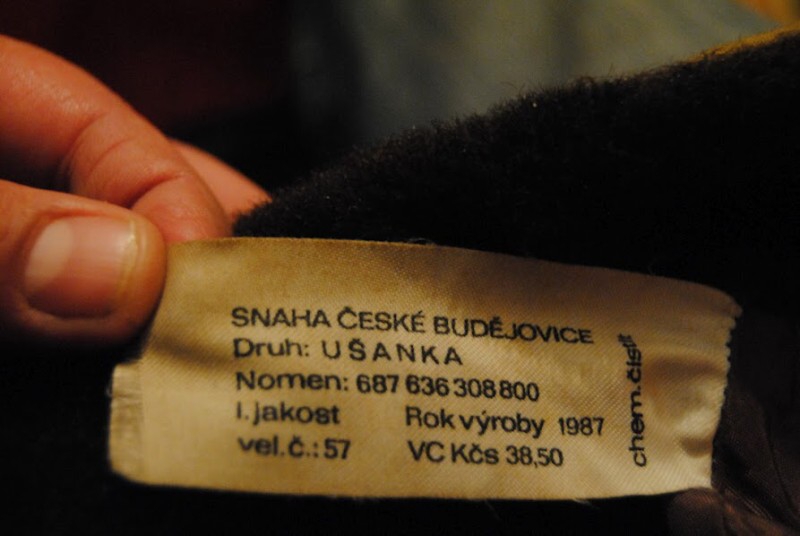 SNAHA ČESKÉ BUDĚJOVICE
Druh: UŠANKA
Nomen: 687 636 308 800
I. jakost Rok výroby 1987
vel. č.: 57 VC Kčs 38,50
chem. čistit